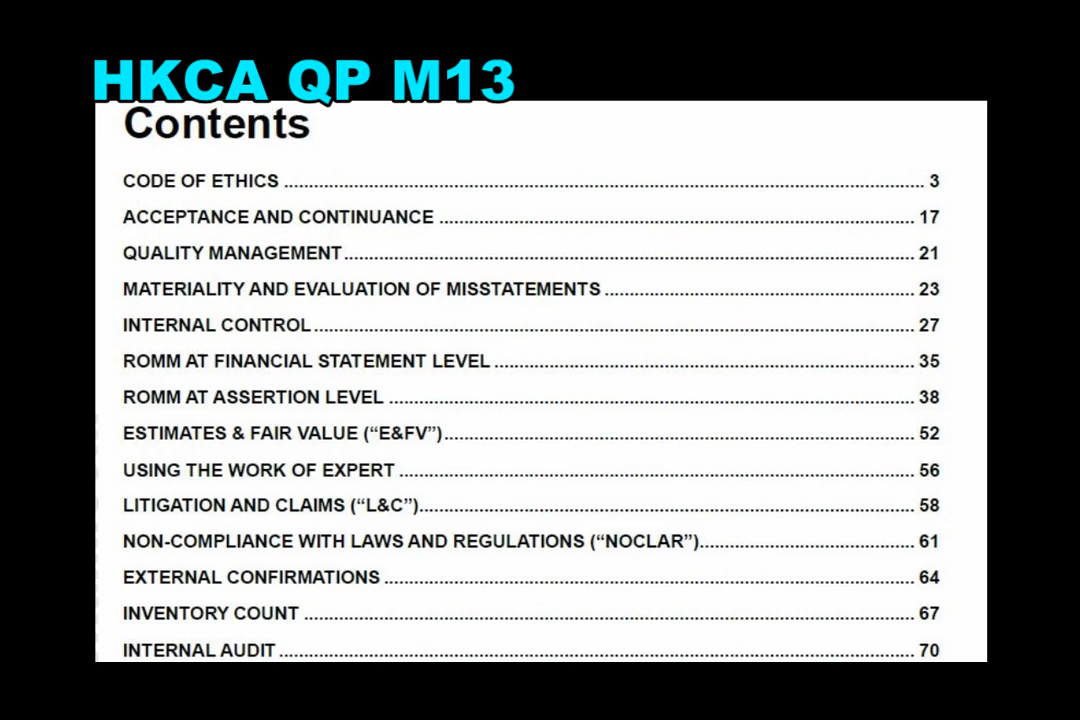 HKCA QP M13
Contents
CODE OF ETHICS ........................................................ 3
ACCEPTANCE AND CONTINUANCE ........................................................ 17
QUALITY MANAGEMENT ........................................................ 21
MATERIALITY AND EVALUATION OF MISSTATEMENTS ........................................................ 23
INTERNAL CONTROL ........................................................ 27
ROMM AT FINANCIAL STATEMENT LEVEL ........................................................ 35
ROMM AT ASSERTION LEVEL ........................................................ 38
ESTIMATES & FAIR VALUE (“E&FV”) ........................................................ 52
USING THE WORK OF EXPERT ........................................................ 56
LITIGATION AND CLAIMS (“L&C”) ........................................................ 58
NON-COMPLIANCE WITH LAWS AND REGULATIONS (“NOCLAR”) ........................................................ 61
EXTERNAL CONFIRMATIONS ........................................................ 64
INVENTORY COUNT ........................................................ 67
INTERNAL AUDIT ........................................................ 70